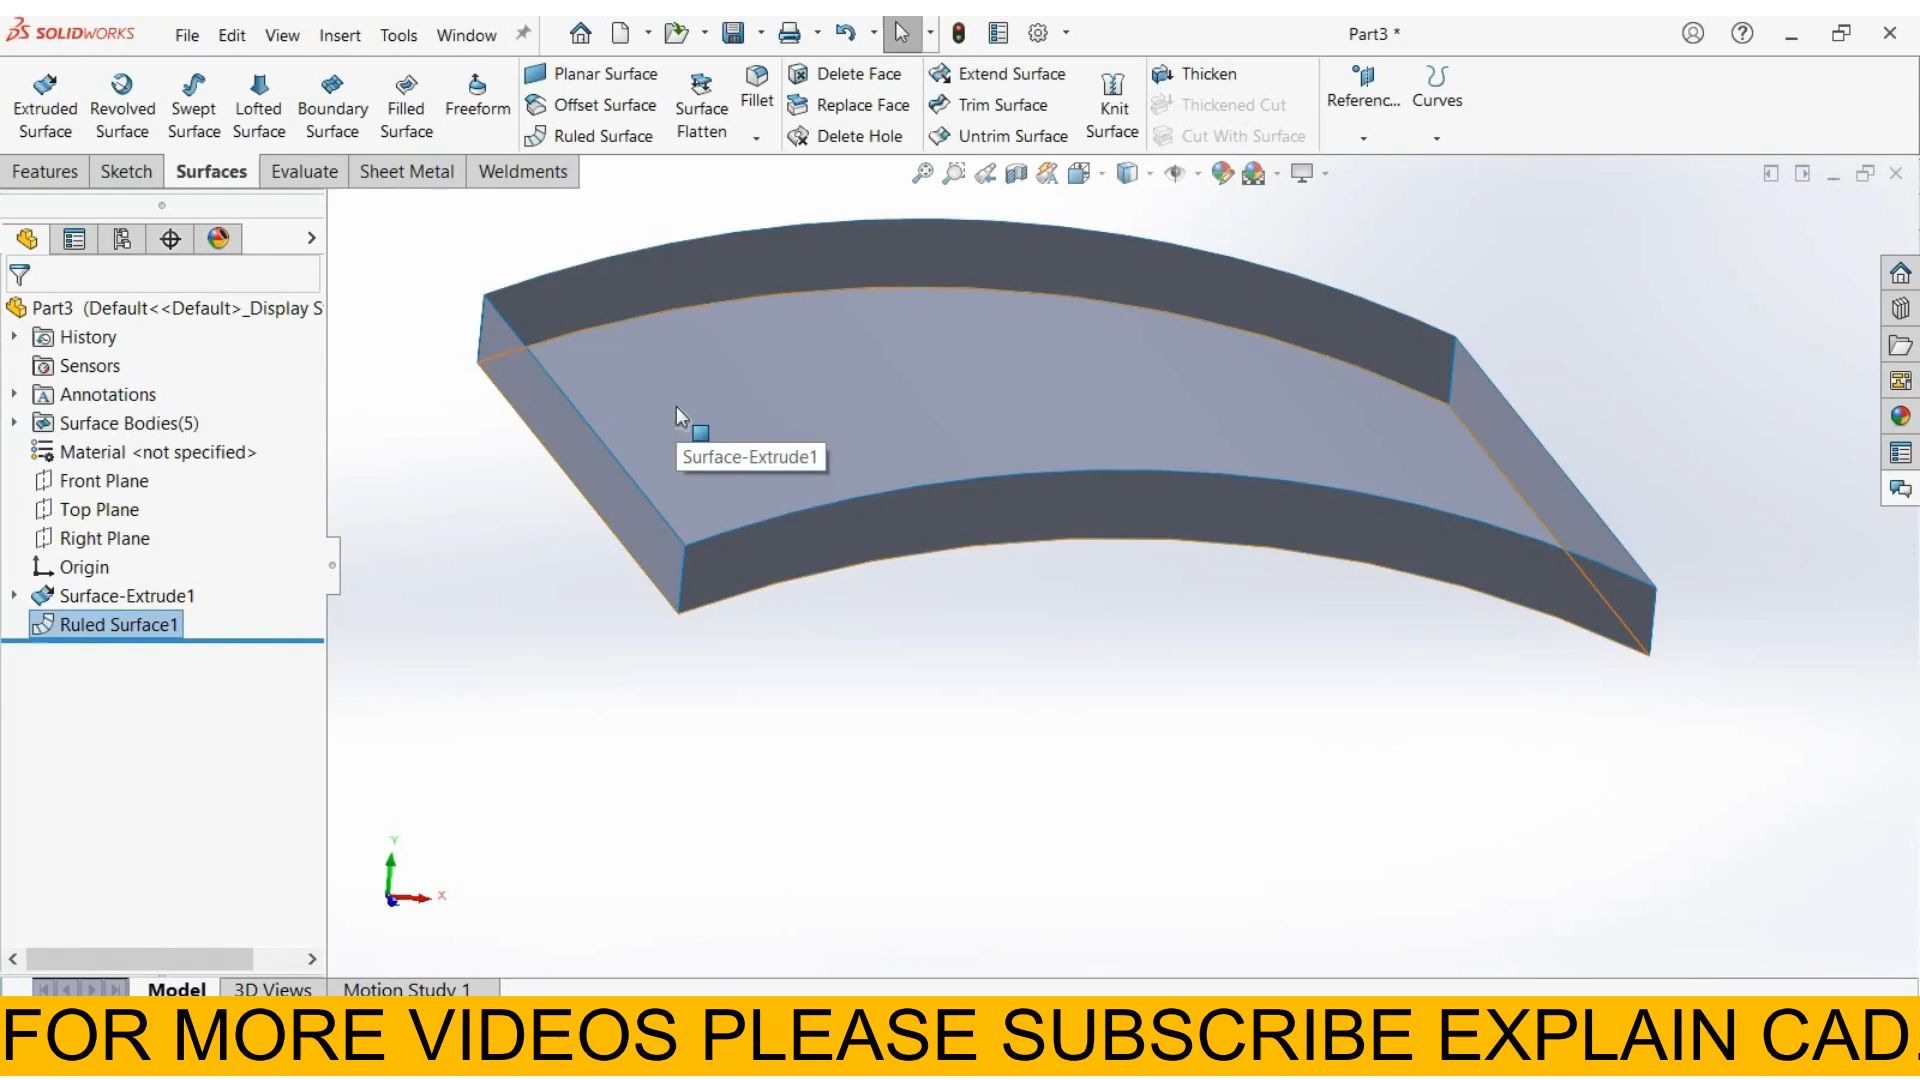 SOLIDWORKS File Edit View Insert Tools Window Part3 *
Extruded Surface
Revolved Surface
Swept Surface
Lofted Surface
Boundary Surface
Filled Surface
Freeform
Planar Surface
Offset Surface
Ruled Surface
Surface Flatten
Fillet
Delete Face
Replace Face
Delete Hole
Extend Surface
Trim Surface
Untrim Surface
Knit Surface
Thicken
Thickened Cut
Cut With Surface
Referenc...
Curves
Features Sketch Surfaces Evaluate Sheet Metal Weldments
Part3 (Default<<Default>_Display S
History
Sensors
Annotations
Surface Bodies(5)
Material <not specified>
Front Plane
Top Plane
Right Plane
Origin
Surface-Extrude1
Ruled Surface1
Surface-Extrude1
Y
X
Model 3D Views Motion Study 1
FOR MORE VIDEOS PLEASE SUBSCRIBE EXPLAIN CAD.